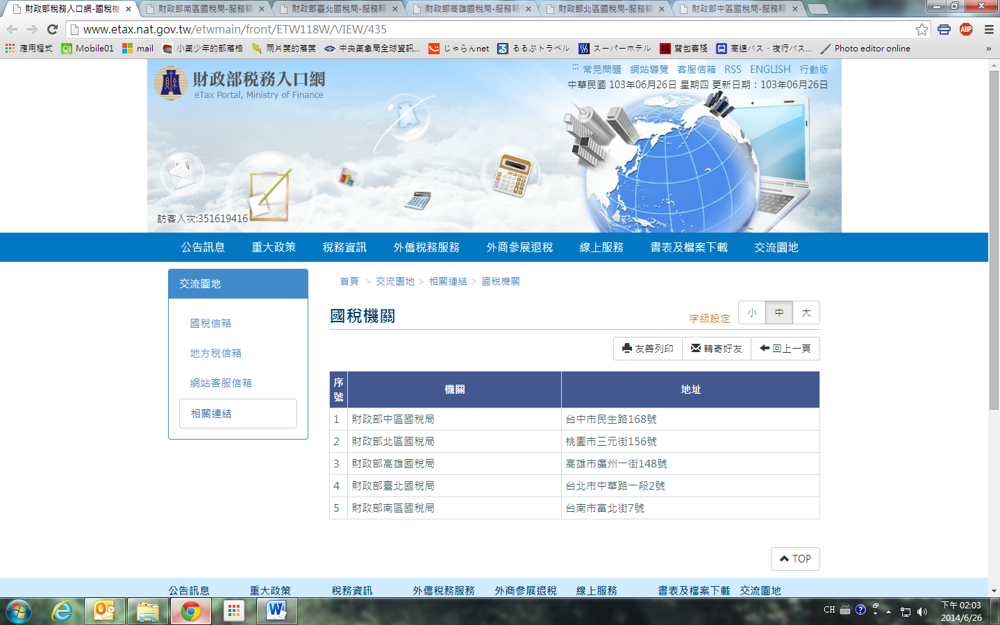 財政部稅務入口網-國稅機
財政部南區國稅局-服務轄
財政部臺北國稅局-服務轄
財政部高雄國稅局-服務轄
財政部北區國稅局-服務轄
財政部中區國稅局-服務轄
www.etax.nat.gov.tw/etwmain/front/ETW118W/VIEW/435
ABP
應用程式 Mobile01 mail 小氣少年的部落格 兩片葉的落葉 中央氣象局全球資訊... じゃらんnet るるぶトラベル スーパーホテル 背包客棧 高速バス・夜行バス... Photo editor online »
財政部稅務入口網
eTax Portal, Ministry of Finance
::: 常見問題 網站導覽 客服信箱 RSS ENGLISH 行動版
中華民國 103年06月26日 星期四 更新日期：103年06月26日
訪客人次:351619416
公告訊息 重大政策 稅務資訊 外僑稅務服務 外商參展退稅 線上服務 書表及檔案下載 交流園地
交流園地
國稅信箱
地方稅信箱
網站客服信箱
相關連結
首頁 > 交流園地 > 相關連結 > 國稅機關
國稅機關
字級設定 小 中 大
友善列印 轉寄好友 回上一頁
序號 機關 地址
1 財政部中區國稅局 台中市民生路168號
2 財政部北區國稅局 桃園市三元街156號
3 財政部高雄國稅局 高雄市廣州一街148號
4 財政部臺北國稅局 台北市中華路一段2號
5 財政部南區國稅局 台南市富北街7號
TOP
公告訊息 重大政策 稅務資訊 外僑稅務服務 外商參展退稅 線上服務 書表及檔案下載 交流園地
CH
下午 02:03
2014/6/26